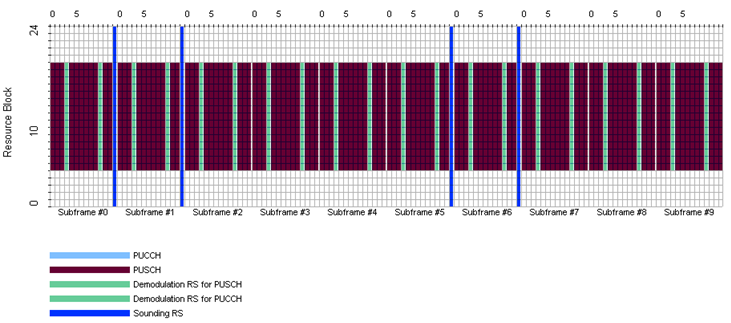 0 5 0 5 0 5 0 5 0 5 0 5 0 5 0 5 0 5 0 5
24
Resource Block
10
0
Subframe #0 Subframe #1 Subframe #2 Subframe #3 Subframe #4 Subframe #5 Subframe #6 Subframe #7 Subframe #8 Subframe #9
PUCCH
PUSCH
Demodulation RS for PUSCH
Demodulation RS for PUCCH
Sounding RS